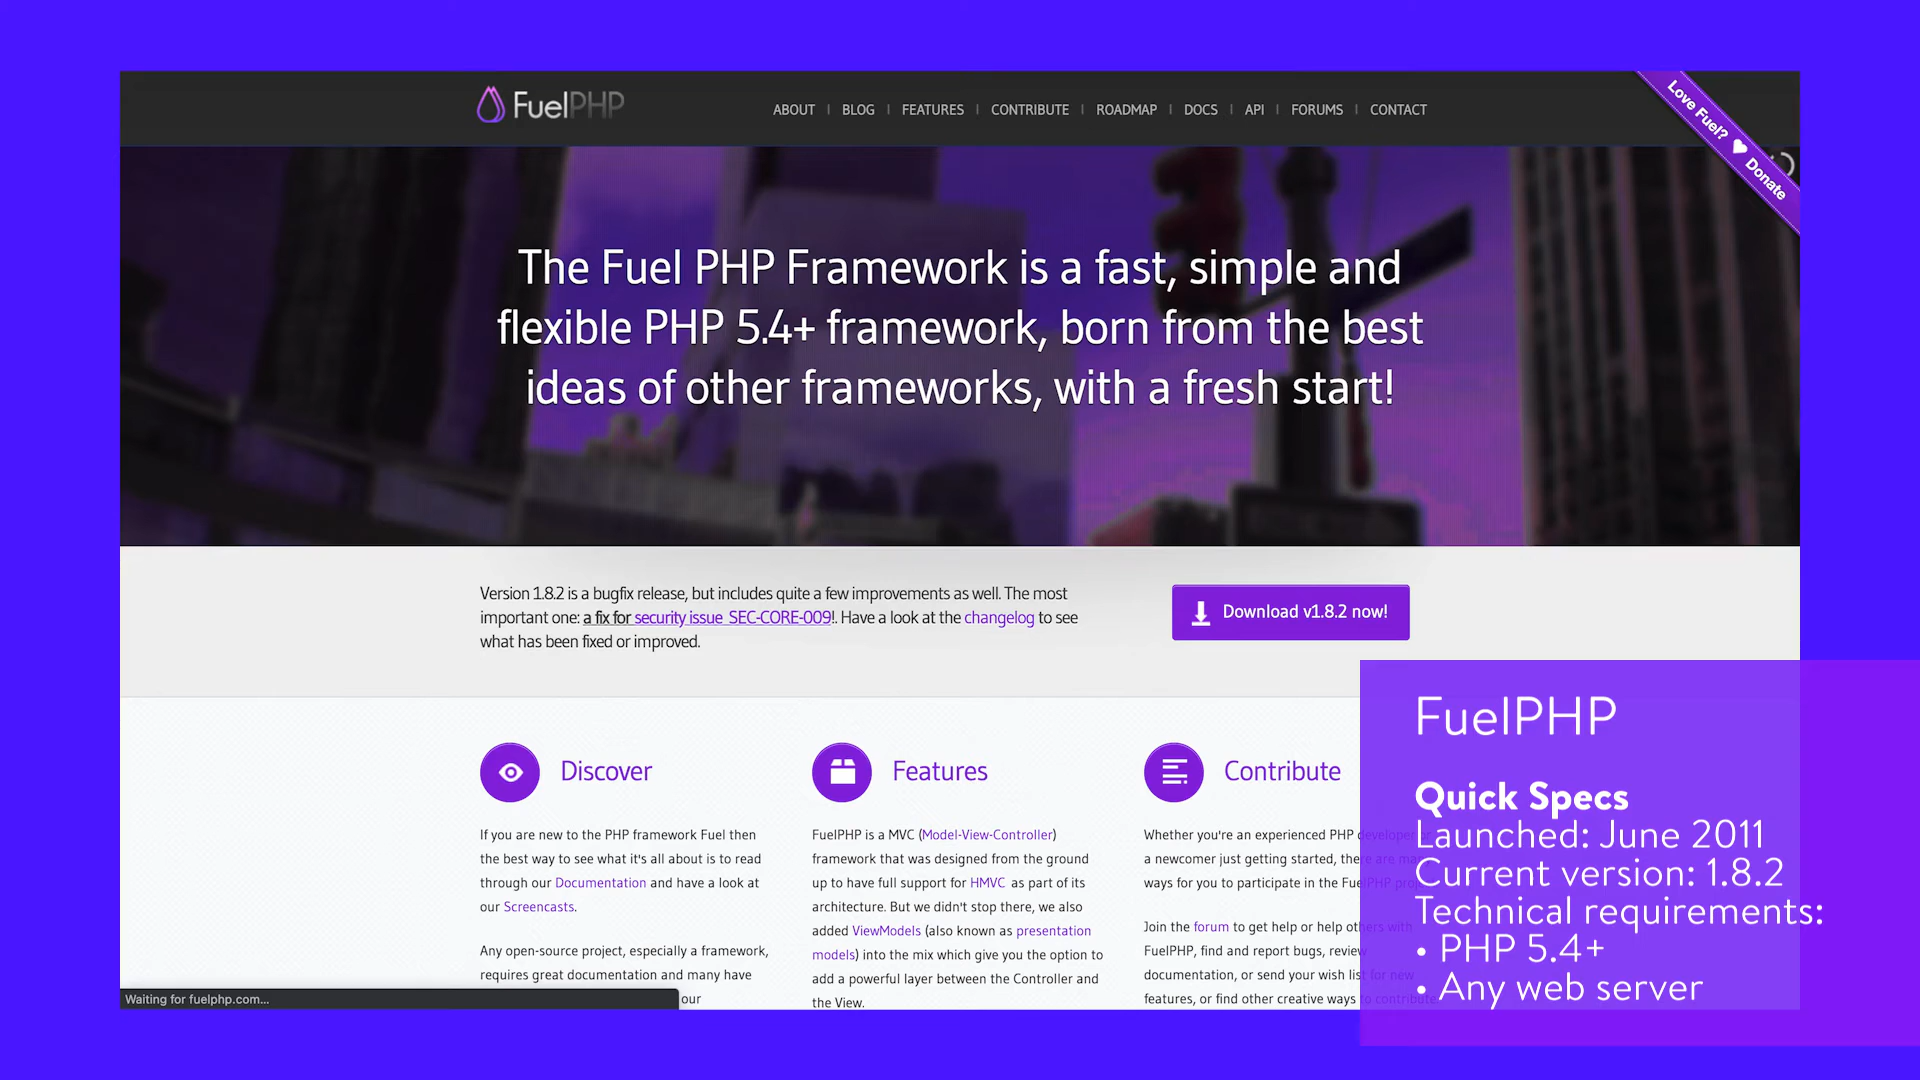 FuelPHP
ABOUT | BLOG | FEATURES | CONTRIBUTE | ROADMAP | DOCS | API | FORUMS | CONTACT
Love Fuel? ♥ Donate
The Fuel PHP Framework is a fast, simple and
flexible PHP 5.4+ framework, born from the best
ideas of other frameworks, with a fresh start!
Version 1.8.2 is a bugfix release, but includes quite a few improvements as well. The most
important one: a fix for security issue SEC-CORE-009!. Have a look at the changelog to see
what has been fixed or improved.
Download v1.8.2 now!
Discover
If you are new to the PHP framework Fuel then
the best way to see what it's all about is to read
through our Documentation and have a look at
our Screencasts.
Any open-source project, especially a framework,
requires great documentation and many have
our
Features
FuelPHP is a MVC (Model-View-Controller)
framework that was designed from the ground
up to have full support for HMVC as part of its
architecture. But we didn't stop there, we also
added ViewModels (also known as presentation
models) into the mix which give you the option to
add a powerful layer between the Controller and
the View.
Contribute
Whether you're an experienced PHP developer or
a newcomer just getting started, there are many
ways for you to participate in the FuelPHP
Join the forum to get help or help others with
FuelPHP, find and report bugs, review
documentation, or send your wish list for new
features, or find other creative ways to contribute.
Waiting for fuelphp.com...
FuelPHP
Quick Specs
Launched: June 2011
Current version: 1.8.2
Technical requirements:
• PHP 5.4+
• Any web server